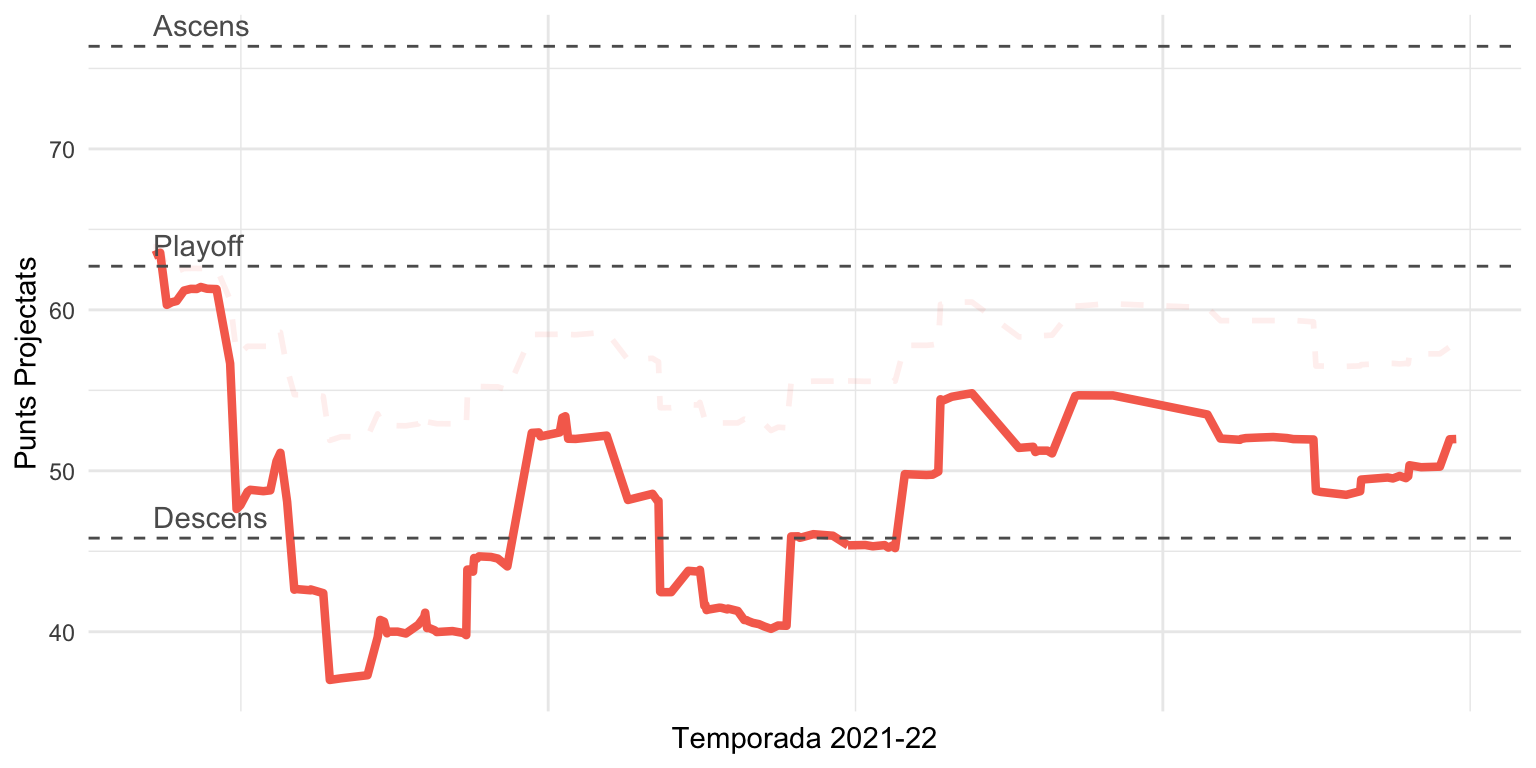 Ascens
70
Playoff
60
50
Descens
40
Punts Projectats
Temporada 2021-22